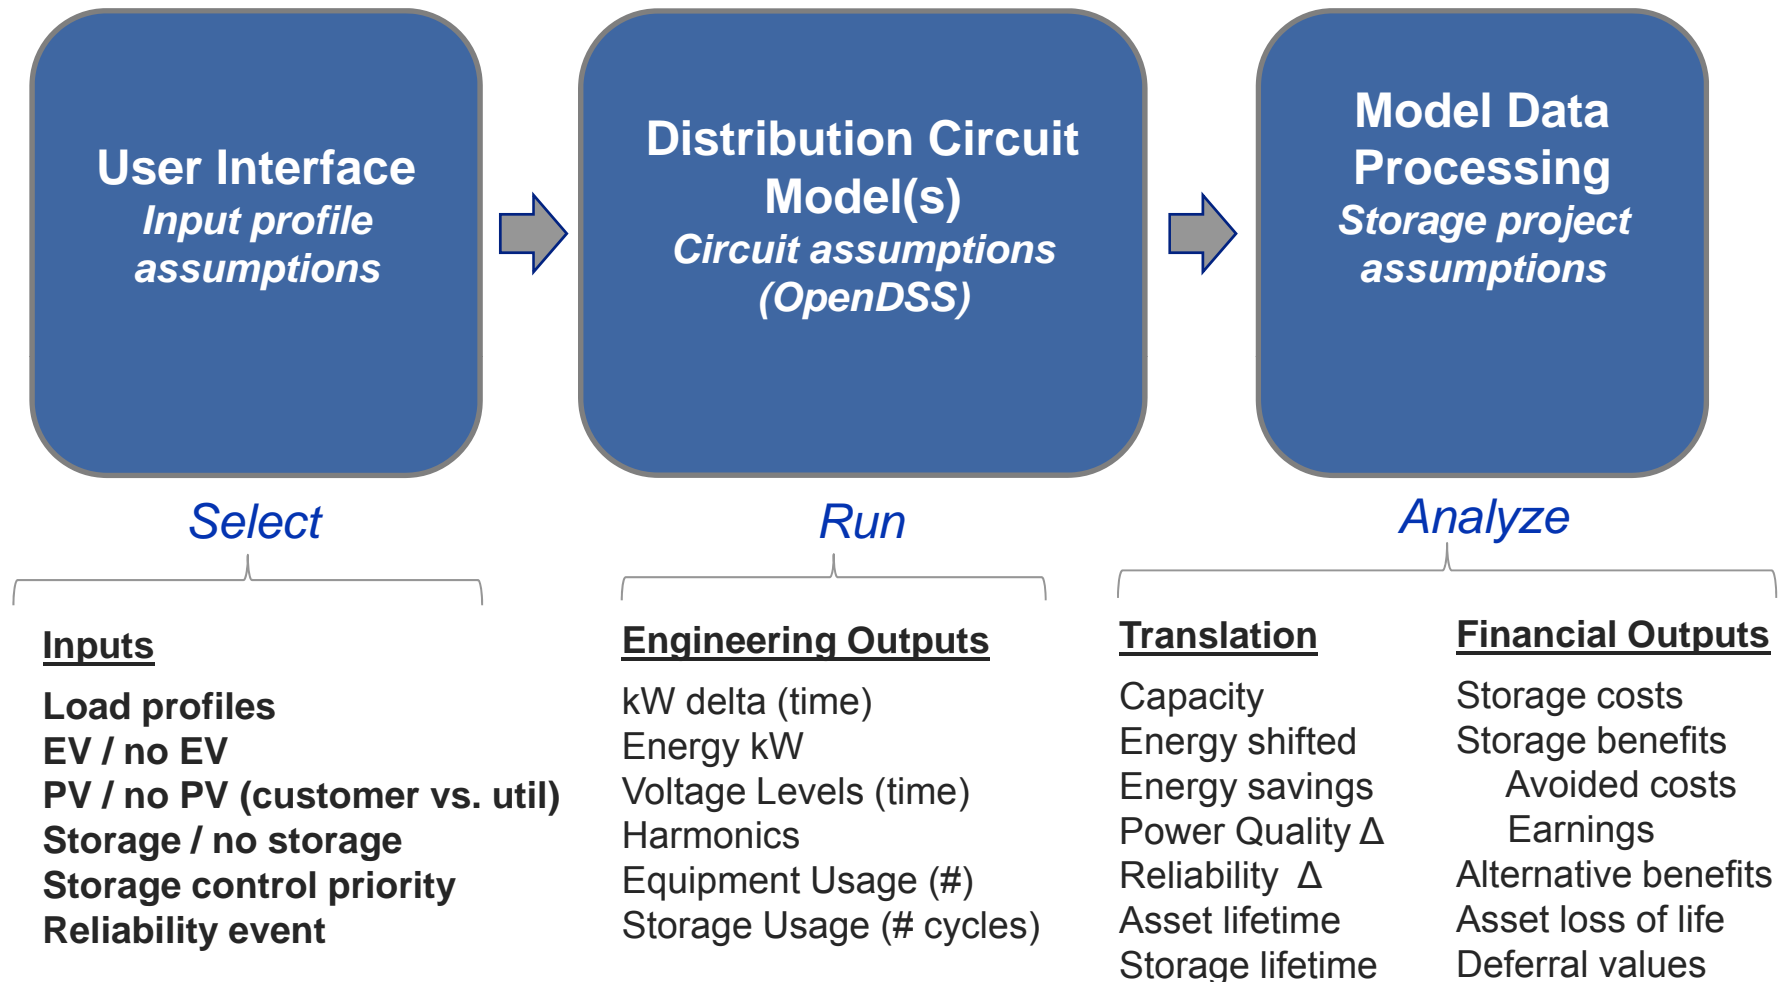 User Interface
Input profile
assumptions
Distribution Circuit
Model(s)
Circuit assumptions
(OpenDSS)
Model Data
Processing
Storage project
assumptions
Select
Run
Analyze
Inputs
Load profiles
EV / no EV
PV / no PV (customer vs. util)
Storage / no storage
Storage control priority
Reliability event
Engineering Outputs
kW delta (time)
Energy kW
Voltage Levels (time)
Harmonics
Equipment Usage (#)
Storage Usage (# cycles)
Translation
Capacity
Energy shifted
Energy savings
Power Quality Δ
Reliability Δ
Asset lifetime
Storage lifetime
Financial Outputs
Storage costs
Storage benefits
Avoided costs
Earnings
Alternative benefits
Asset loss of life
Deferral values